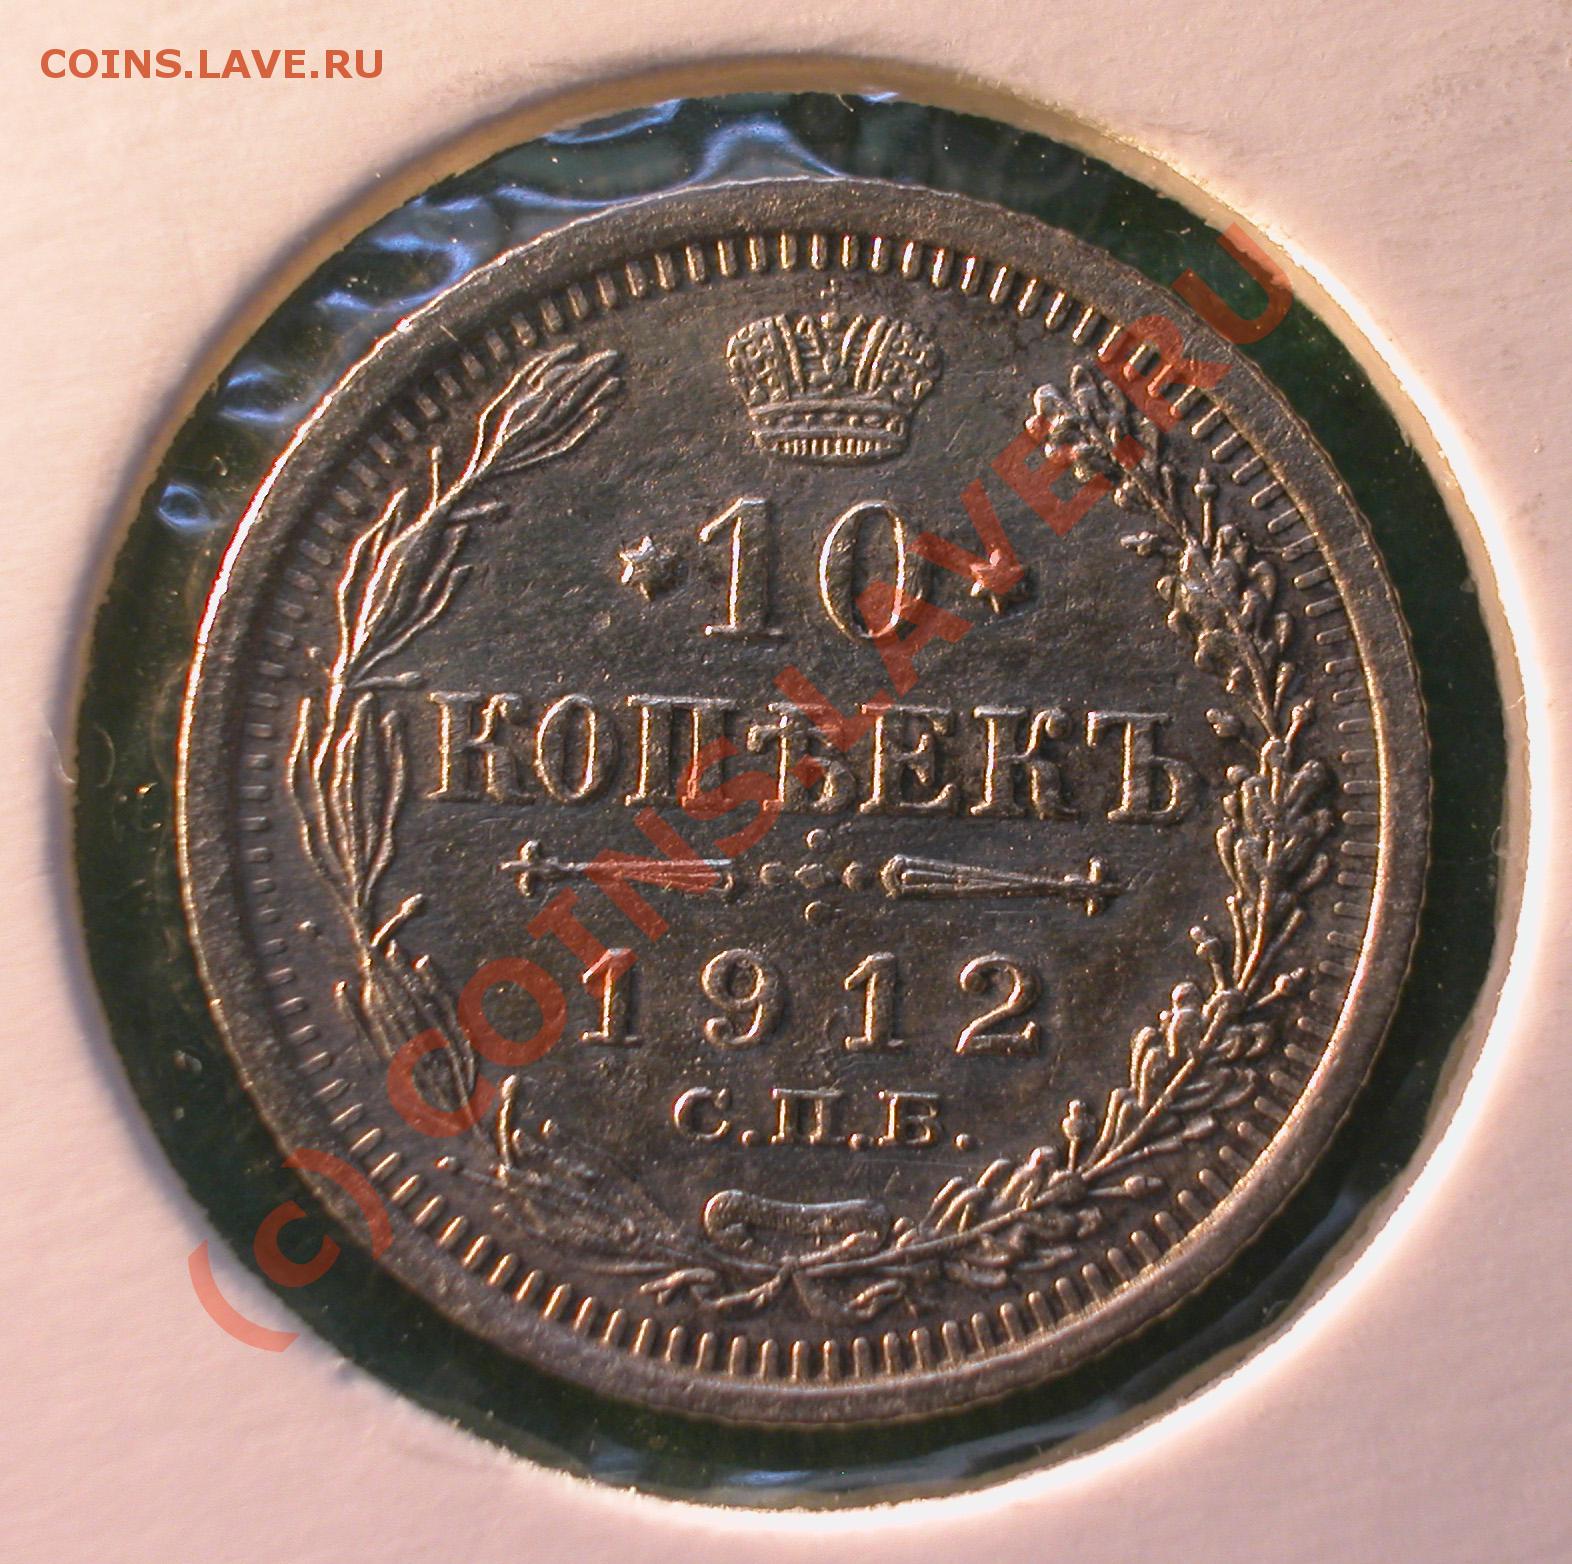 COINS.LAVE.RU
* 10 *
КОПѢЕКЪ
1912
С.П.Б.
(c) COINS.LAVE.RU